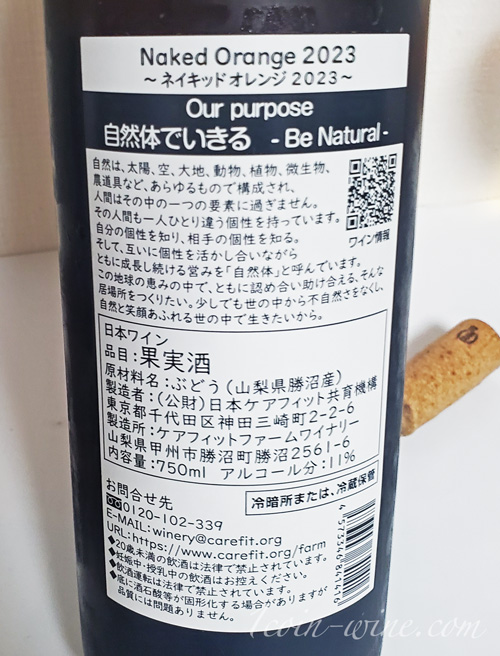 Naked Orange 2023
～ネイキッド オレンジ 2023～
Our purpose
自然体でいきる - Be Natural -
自然は、太陽、空、大地、動物、植物、微生物、
農道具など、あらゆるもので構成され、
人間はその中の一つの要素に過ぎません。
その人間も一人ひとり違う個性を持っています。
自分の個性を知り、相手の個性を知る。
そして、互いに個性を活かし合いながら
ともに成長し続ける営みを「自然体」と呼んでいます。
この地球の恵みの中で、ともに認め合い助け合える、そんな
居場所をつくりたい。少しでも世の中から不自然さをなくし、
自然と笑顔あふれる世の中で生きたいから。
ワイン情報
日本ワイン
品目：果実酒
原材料名：ぶどう（山梨県勝沼産）
製造者：（公財）日本ケアフィット共育機構
東京都千代田区神田三崎町2-2-6
製造所：ケアフィットファームワイナリー
山梨県甲州市勝沼町勝沼2561-6
内容量：750ml アルコール分：11%
冷暗所または、冷蔵保管
お問合せ先
0120-102-339
E-MAIL:winery@carefit.org
URL:https://www.carefit.org/farm
◆20歳未満の飲酒は法律で禁止されています。
◆妊娠中・授乳中の飲酒はお控えください。
◆飲酒運転は法律で禁止されています。
◆底に酒石酸等が固形化する場合がありますが
品質には問題ありません。
4 573546 841416
1evin-wine.com